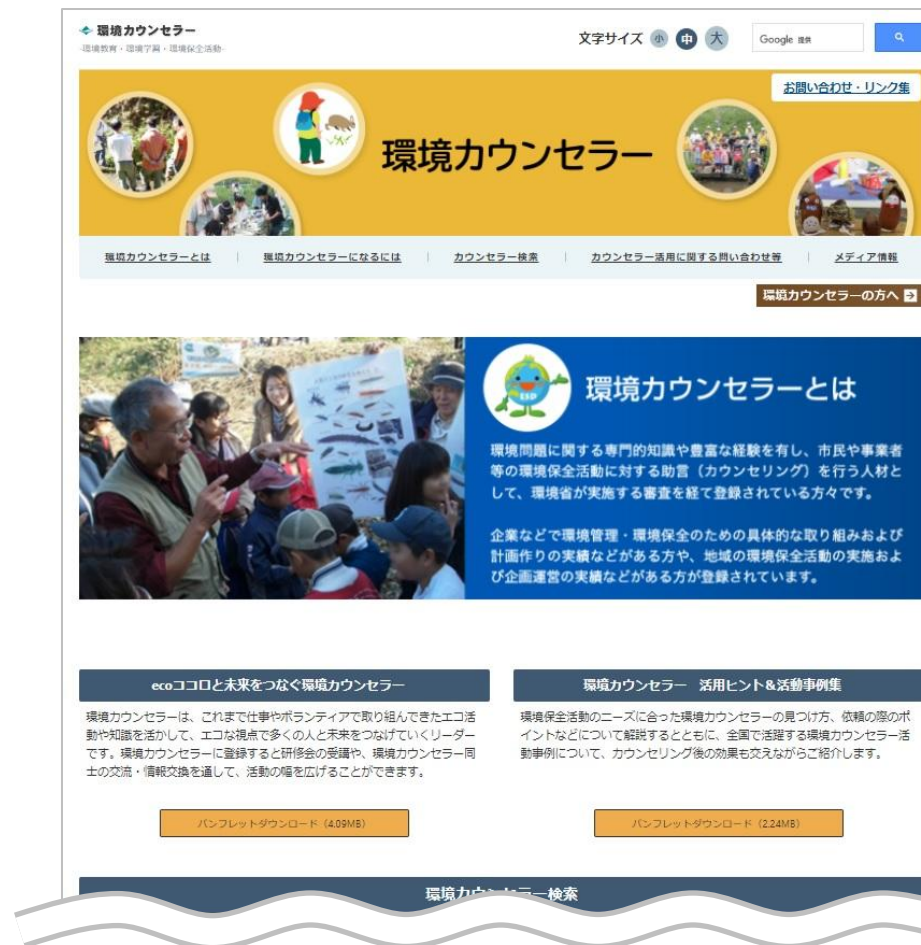 環境カウンセラー
-環境教育・環境学習・環境保全活動-
文字サイズ 小 中 大
Google 提供
お問い合わせ・リンク集
環境カウンセラー
環境カウンセラーとは
環境カウンセラーになるには
カウンセラー検索
カウンセラー活用に関する問い合わせ等
メディア情報
環境カウンセラーの方へ
環境カウンセラーとは
環境問題に関する専門的知識や豊富な経験を有し、市民や事業者
等の環境保全活動に対する助言（カウンセリング）を行う人材と
して、環境省が実施する審査を経て登録されている方々です。
企業などで環境管理・環境保全のための具体的な取り組みおよび
計画作りの実績などがある方や、地域の環境保全活動の実施およ
び企画運営の実績などがある方が登録されています。
ecoココロと未来をつなぐ環境カウンセラー
環境カウンセラーは、これまで仕事やボランティアで取り組んできたエコ活
動や知識を活かして、エコな視点で多くの人と未来をつなげていくリーダー
です。環境カウンセラーに登録すると研修会の受講や、環境カウンセラー同
士の交流・情報交換を通して、活動の幅を広げることができます。
パンフレットダウンロード（4.09MB）
環境カウンセラー　活用ヒント&活動事例集
環境保全活動のニーズに合った環境カウンセラーの見つけ方、依頼の際のポ
イントなどについて解説するとともに、全国で活躍する環境カウンセラー活
動事例について、カウンセリング後の効果も交えながらご紹介します。
パンフレットダウンロード（2.24MB）
環境カウンセラー検索